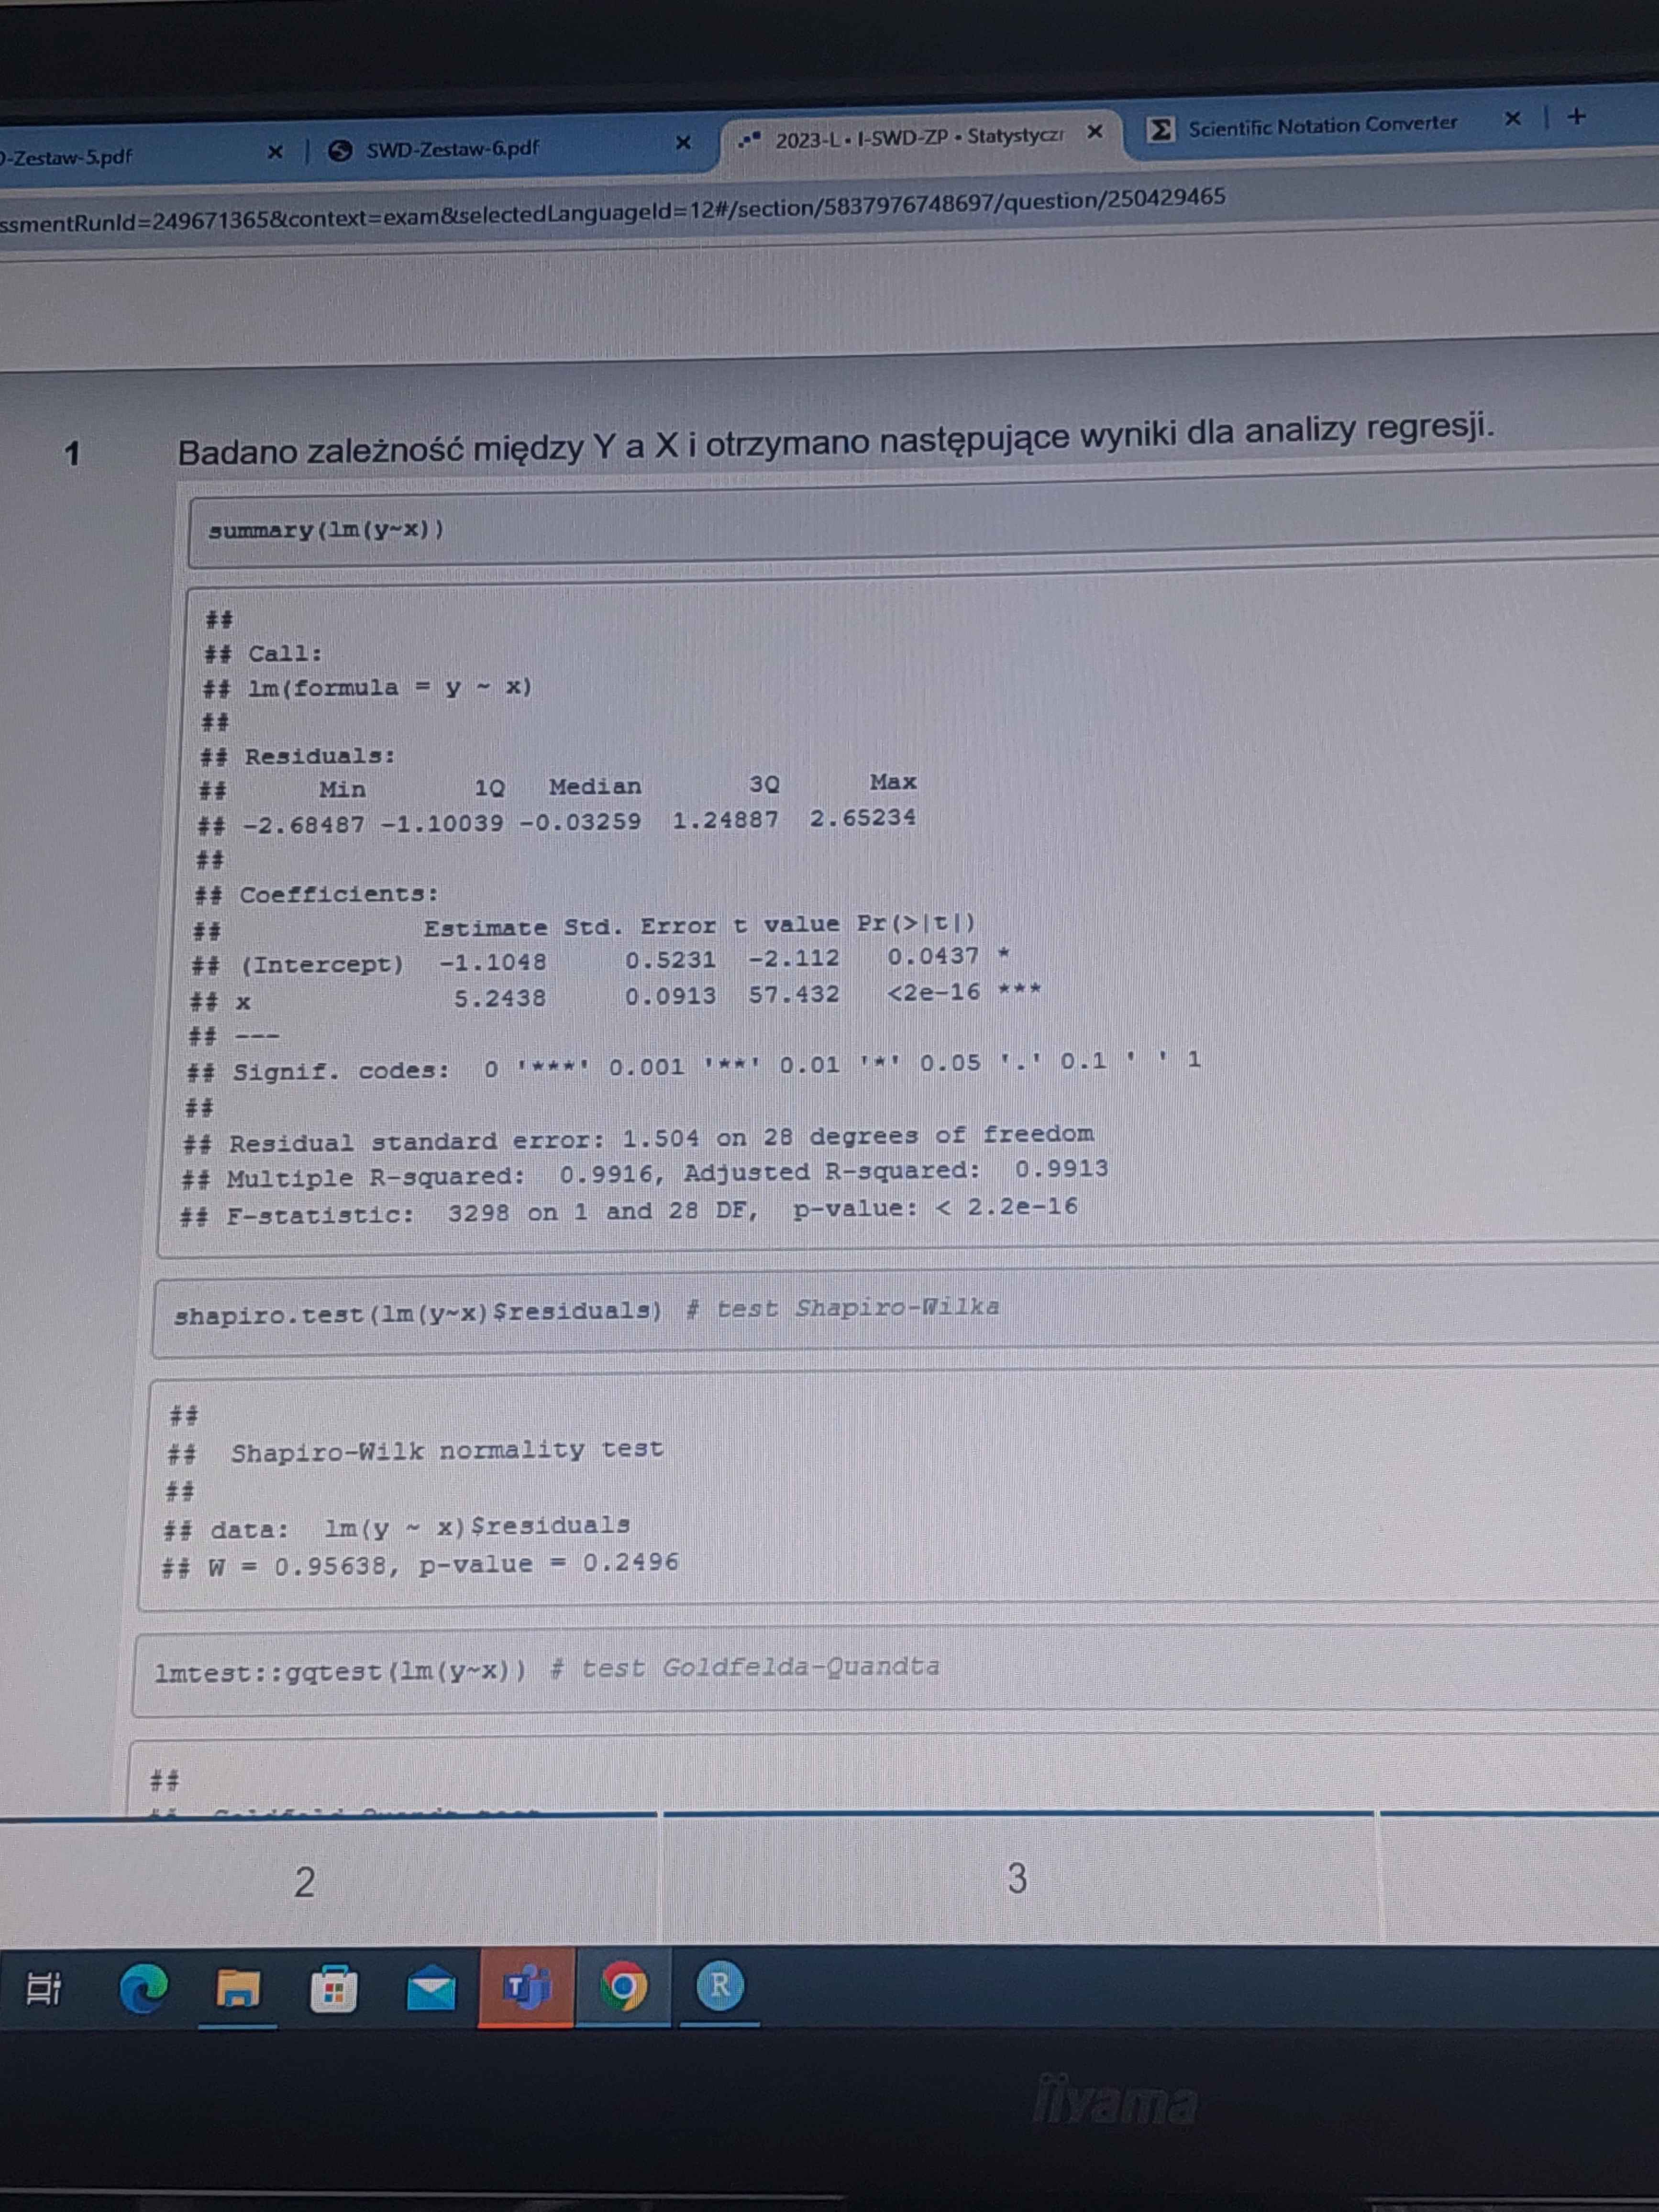 -Zestaw-5.pdf
SWD-Zestaw-6.pdf
2023-L • I-SWD-ZP • Statystyczn
Scientific Notation Converter
ssmentRunId=249671365&context=exam&selectedLanguageId=12#/section/5837976748697/question/250429465
1 Badano zależność między Y a X i otrzymano następujące wyniki dla analizy regresji.
summary(lm(y~x))
##
## Call:
## lm(formula = y ~ x)
##
## Residuals:
## Min 1Q Median 3Q Max
## -2.68487 -1.10039 -0.03259 1.24887 2.65234
##
## Coefficients:
## Estimate Std. Error t value Pr(>|t|)
## (Intercept) -1.1048 0.5231 -2.112 0.0437 *
## x 5.2438 0.0913 57.432 <2e-16 ***
## ---
## Signif. codes: 0 '***' 0.001 '**' 0.01 '*' 0.05 '.' 0.1 ' ' 1
##
## Residual standard error: 1.504 on 28 degrees of freedom
## Multiple R-squared: 0.9916, Adjusted R-squared: 0.9913
## F-statistic: 3298 on 1 and 28 DF, p-value: < 2.2e-16
shapiro.test(lm(y~x)$residuals) # test Shapiro-Wilka
##
## Shapiro-Wilk normality test
##
## data: lm(y ~ x)$residuals
## W = 0.95638, p-value = 0.2496
lmtest::gqtest(lm(y~x)) # test Goldfelda-Quandta
##
2
3
iiyama